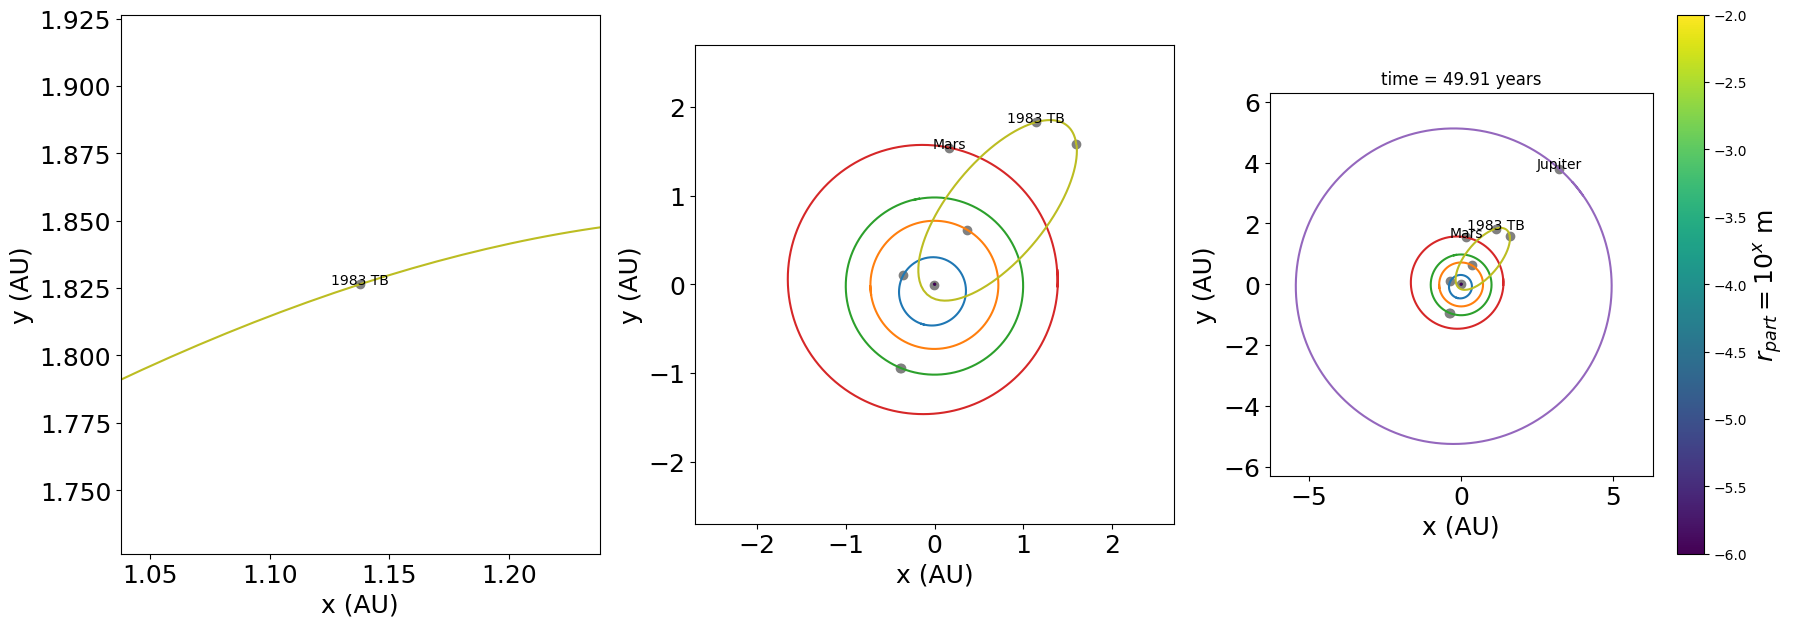 1.925
1.900
1.875
1.850
1.825
1.800
1.775
1.750
y (AU)
1983 TB
1.05 1.10 1.15 1.20
x (AU)
2
1
0
−1
−2
y (AU)
1983 TB
Mars
−2 −1 0 1 2
x (AU)
time = 49.91 years
6
4
2
0
−2
−4
−6
y (AU)
Jupiter
1983 TB
Mars
−5 0 5
x (AU)
−2.0
−2.5
−3.0
−3.5
−4.0
−4.5
−5.0
−5.5
−6.0
r_part = 10^x m